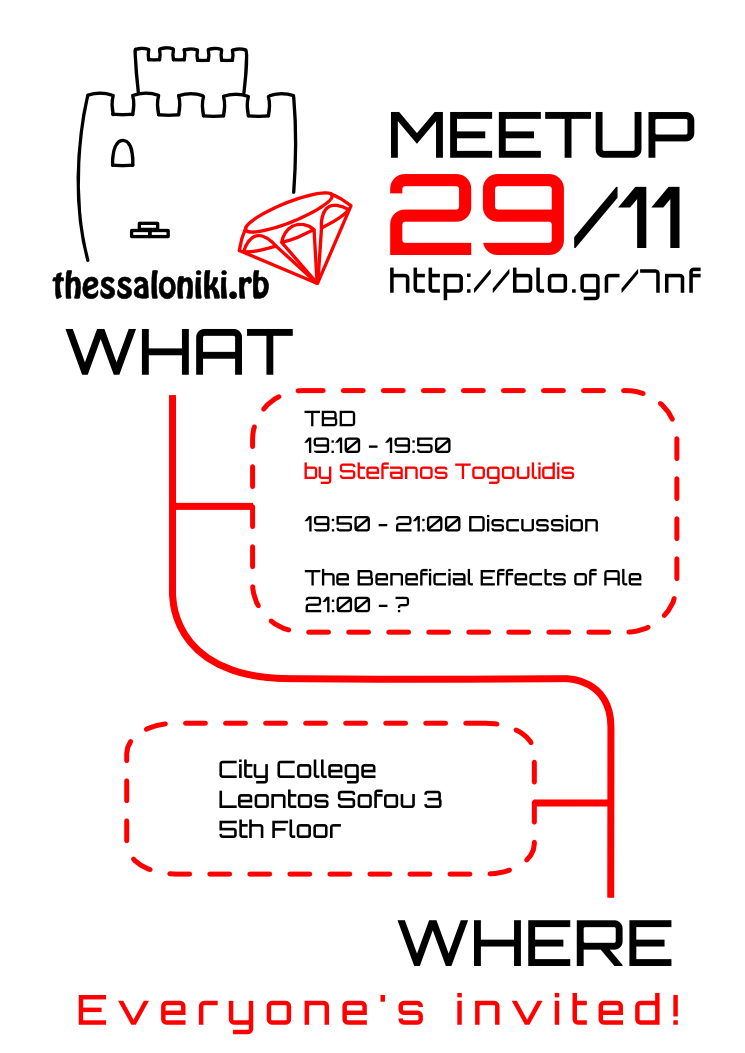 thessaloniki.rb
MEETUP
29/11
http://blo.gr/7nf
WHAT
TBD
19:10 - 19:50
by Stefanos Togoulidis
19:50 - 21:00 Discussion
The Beneficial Effects of Ale
21:00 - ?
City College
Leontos Sofou 3
5th Floor
WHERE
Everyone's invited!